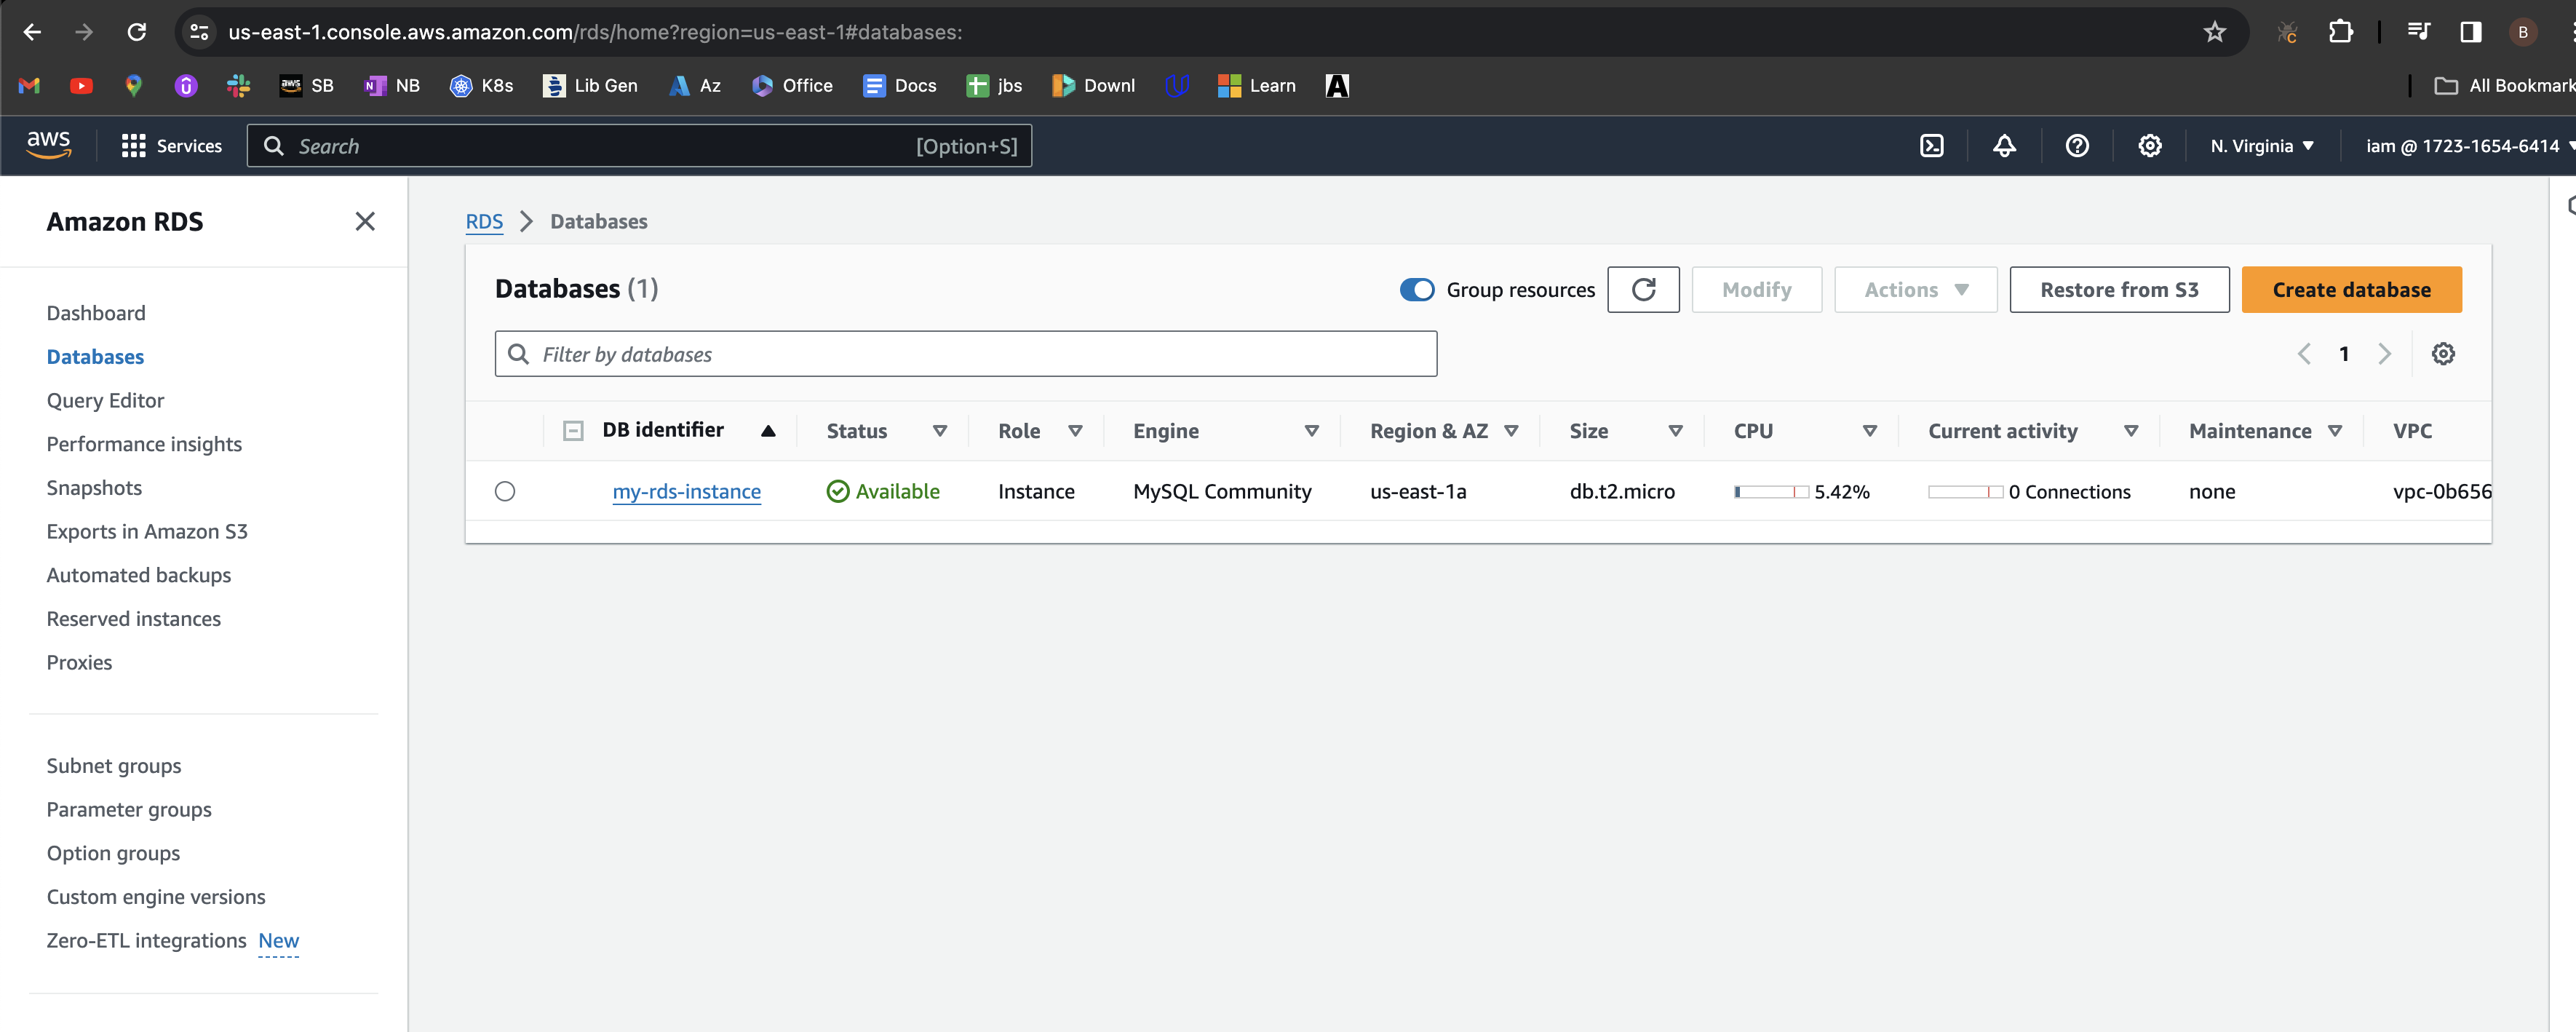 us-east-1.console.aws.amazon.com/rds/home?region=us-east-1#databases:
B
SB NB K8s Lib Gen Az Office Docs jbs Downl Learn A All Bookmark
aws Services Search [Option+S] N. Virginia iam @ 1723-1654-6414
Amazon RDS
Dashboard
Databases
Query Editor
Performance insights
Snapshots
Exports in Amazon S3
Automated backups
Reserved instances
Proxies
Subnet groups
Parameter groups
Option groups
Custom engine versions
Zero-ETL integrations New
RDS Databases
Databases (1) Group resources Modify Actions Restore from S3 Create database
Filter by databases 1
DB identifier Status Role Engine Region & AZ Size CPU Current activity Maintenance VPC
my-rds-instance Available Instance MySQL Community us-east-1a db.t2.micro 5.42% 0 Connections none vpc-0b656